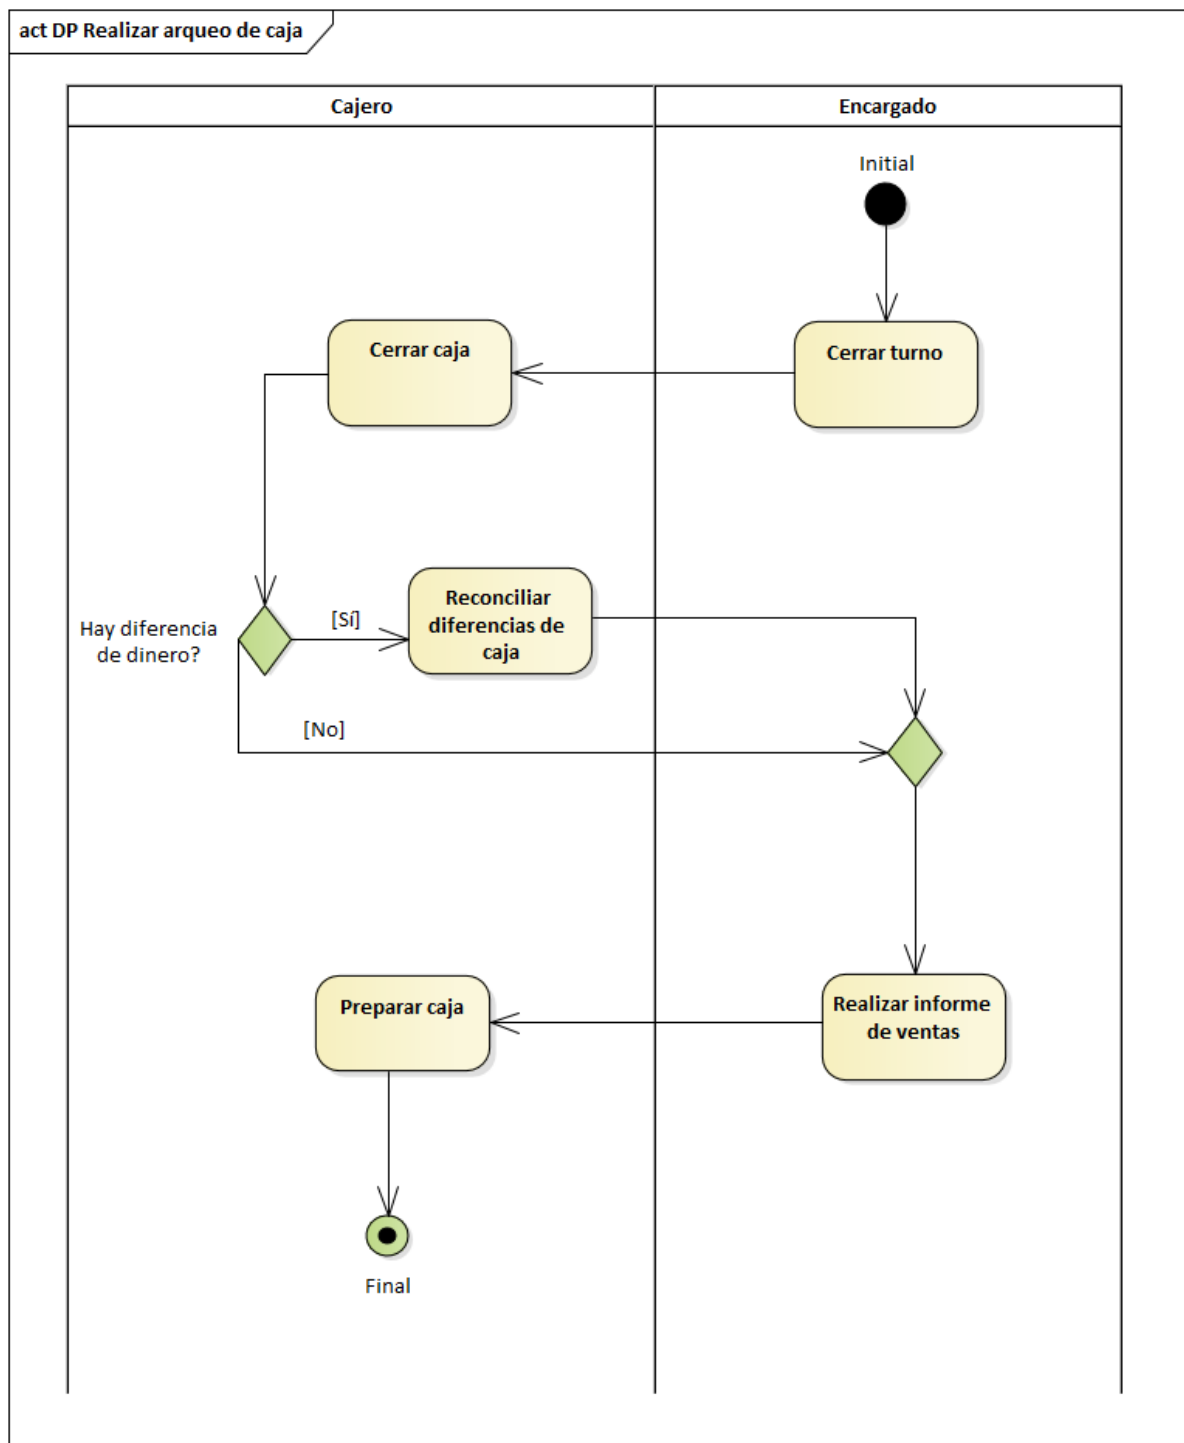 act DP Realizar arqueo de caja
Cajero
Encargado
Initial
Cerrar caja
Cerrar turno
Hay diferencia
de dinero?
[Sí]
Reconciliar
diferencias de
caja
[No]
Preparar caja
Realizar informe
de ventas
Final